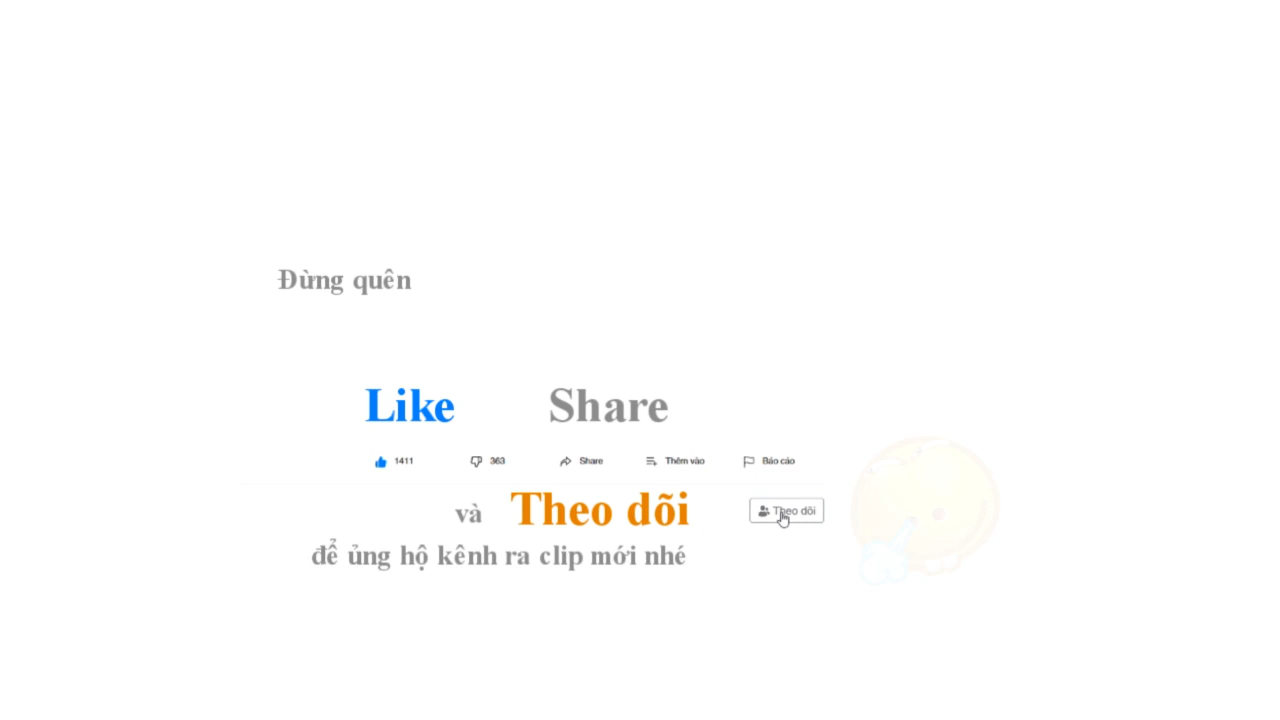 Đừng quên
Like Share
1411 363 Share Thêm vào Báo cáo
và Theo dõi Theo dõi
để ủng hộ kênh ra clip mới nhé